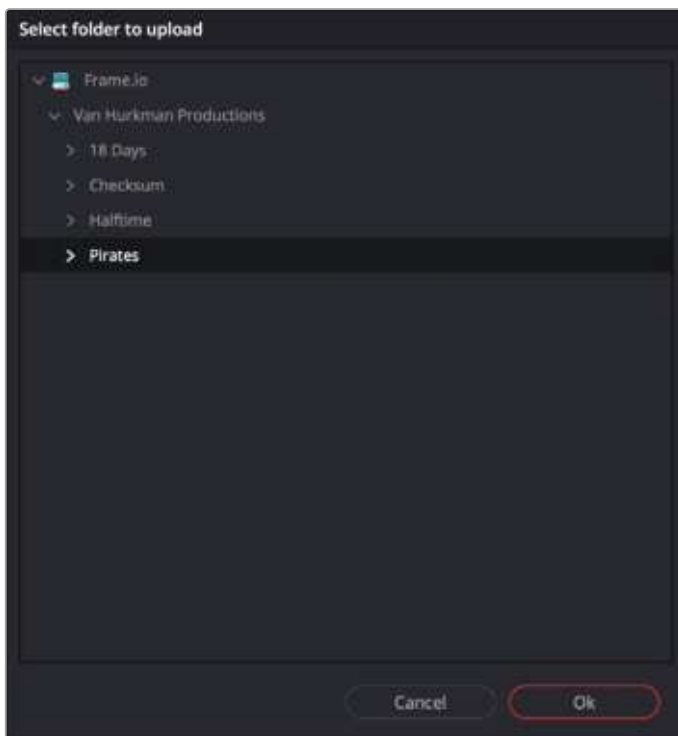 Select folder to upload
Frame.io
Van Hurkman Productions
18 Days
Checksum
Halftime
Pirates
Cancel
Ok